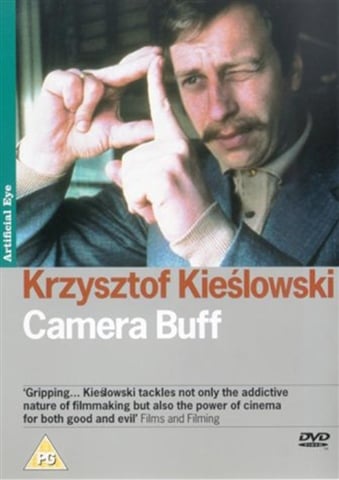 Artificial Eye
Krzysztof Kieślowski
Camera Buff
'Gripping... Kieślowski tackles not only the addictive
nature of filmmaking but also the power of cinema
for both good and evil' Films and Filming
PG
DVD
VIDEO